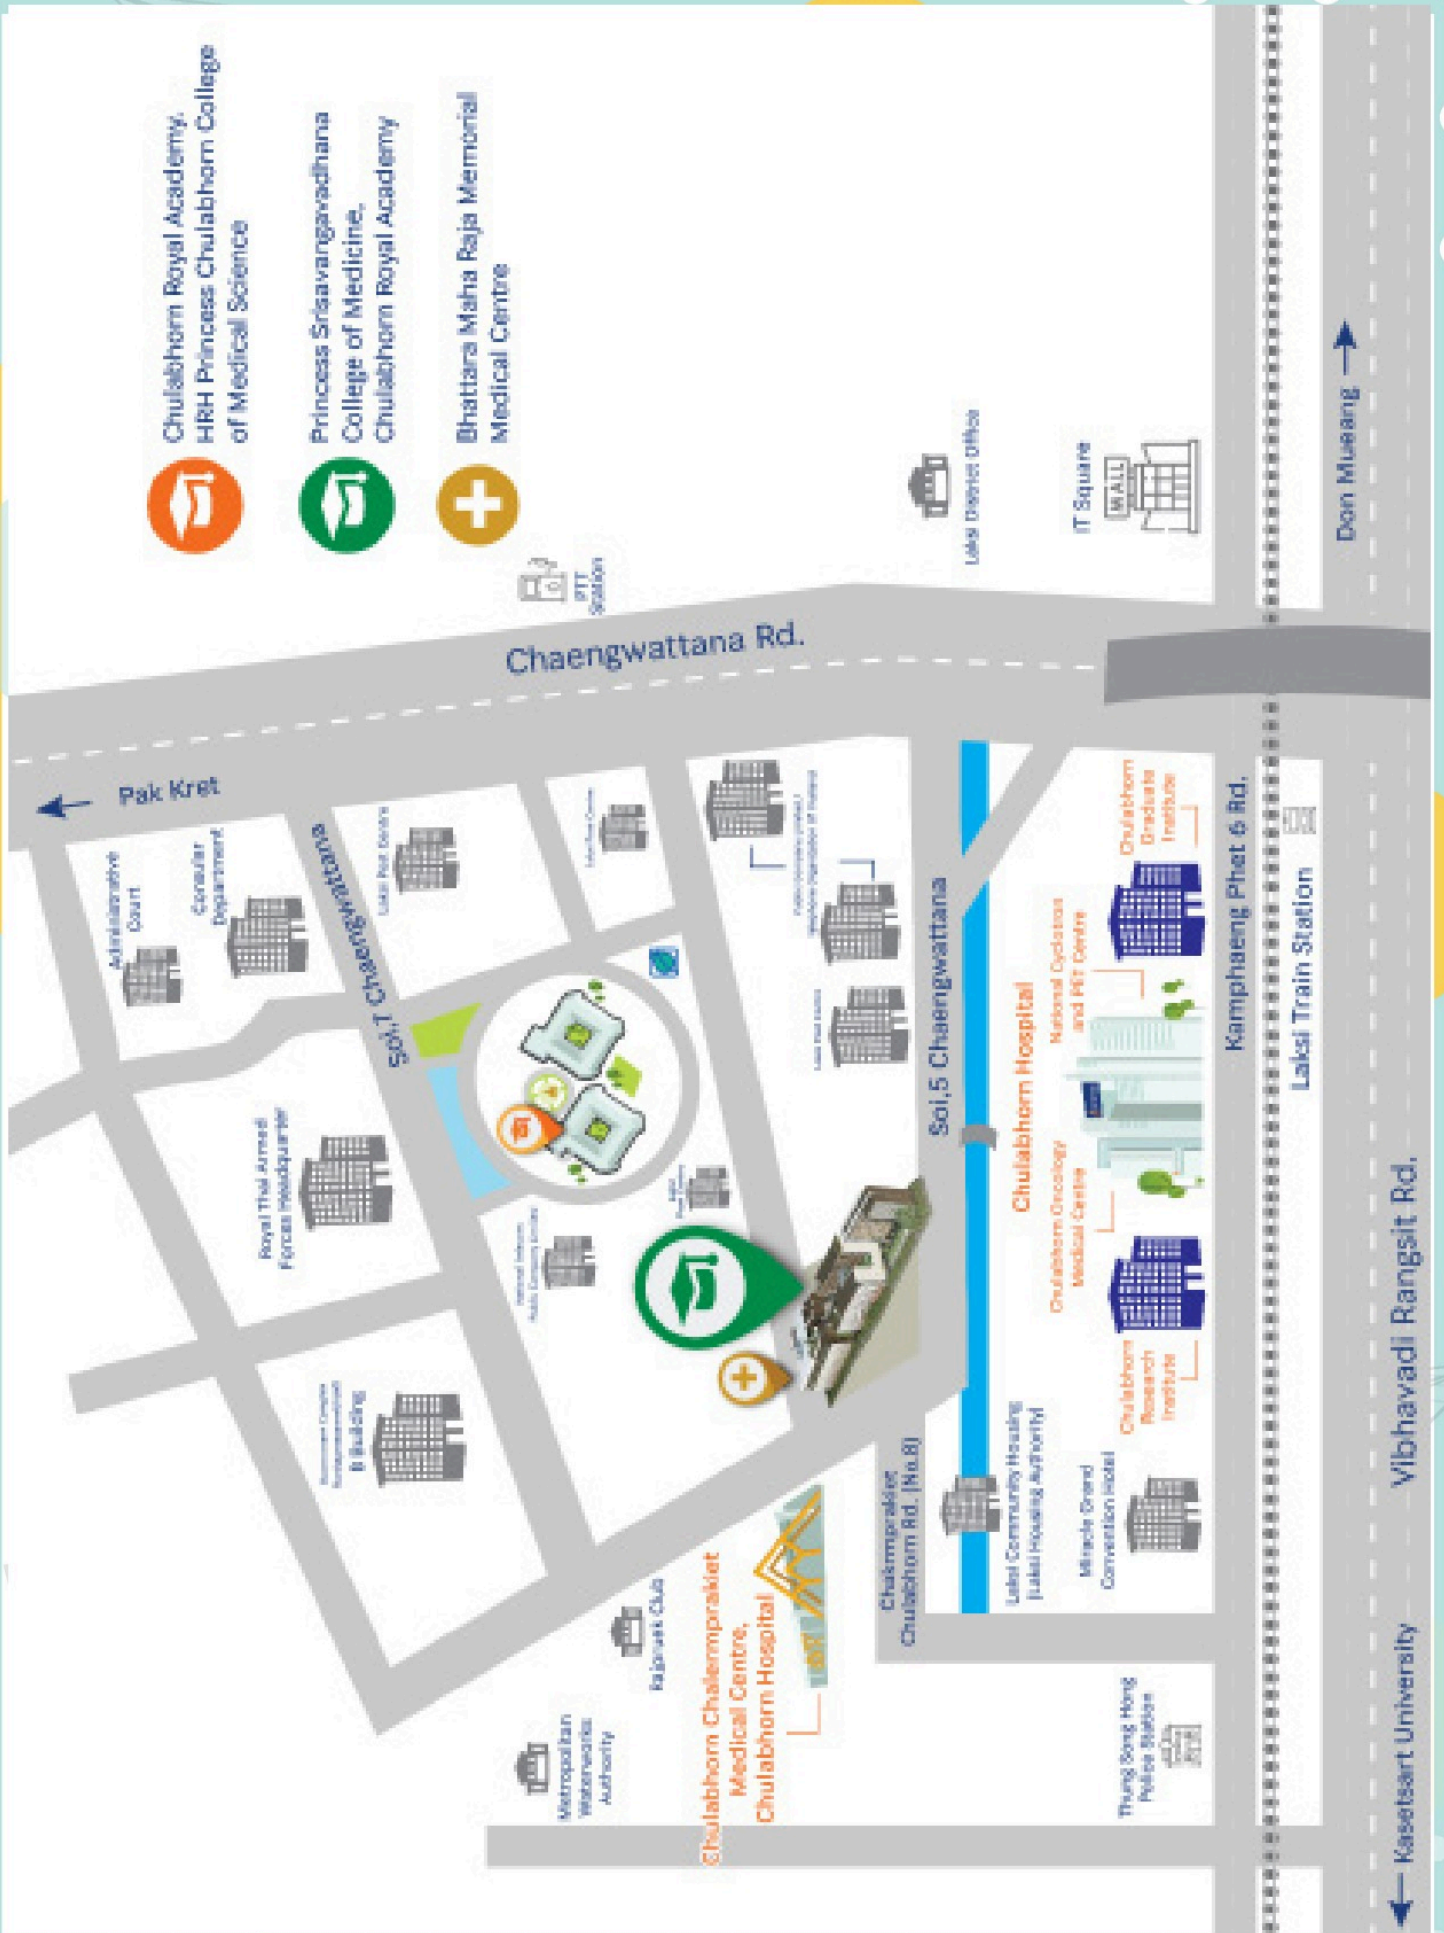 Chulabhorn Royal Academy,
HRH Princess Chulabhorn College
of Medical Science
Princess Srisavangavadhana
College of Medicine,
Chulabhorn Royal Academy
Bhattara Maha Raja Memorial
Medical Centre
PTT
Station
Laksi District Office
IT Square
MALL
Don Mueang
Chaengwattana Rd.
Pak Kret
Administrative
Court
Consular
Department
Soi,7 Chaengwattana
Laksi Post Centre
Royal Thai Armed
Forces Headquarter
B Building
Soi,5 Chaengwattana
Chulabhorn
Graduate
Institute
National Cyclotron
and PET Centre
Chulabhorn Hospital
Chulabhorn Oncology
Medical Centre
Chulabhorn
Research
Institute
Kamphaeng Phet 6 Rd.
Laksi Train Station
Vibhavadi Rangsit Rd.
Laksi Community Housing
(Laksi Housing Authority)
Miracle Grand
Convention Hotel
Chalermprakiet
Chulabhorn Rd. (No.8)
Rajpruek Club
Metropolitan
Waterworks
Authority
Chulabhorn Chalermprakiet
Medical Centre,
Chulabhorn Hospital
Thung Song Hong
Police Station
Kasetsart University